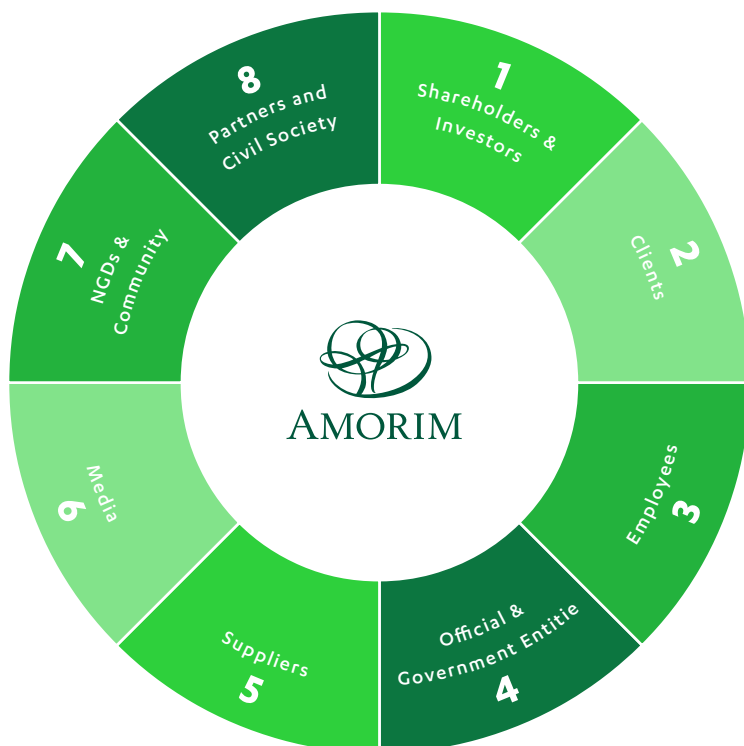 1
Shareholders &
Investors
2
Clients
3
Employees
Official &
Government Entitie
4
Suppliers
5
Media
6
7
NGDs &
Community
8
Partners and
Civil Society
AMORIM